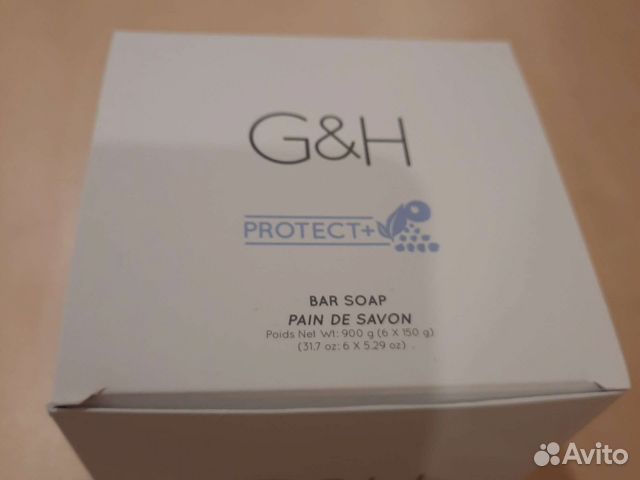 G&H
PROTECT+
BAR SOAP
PAIN DE SAVON
Poids Net Wt: 900 g (6 X 150 g)
(31.7 oz: 6 X 5.29 oz)
Avito